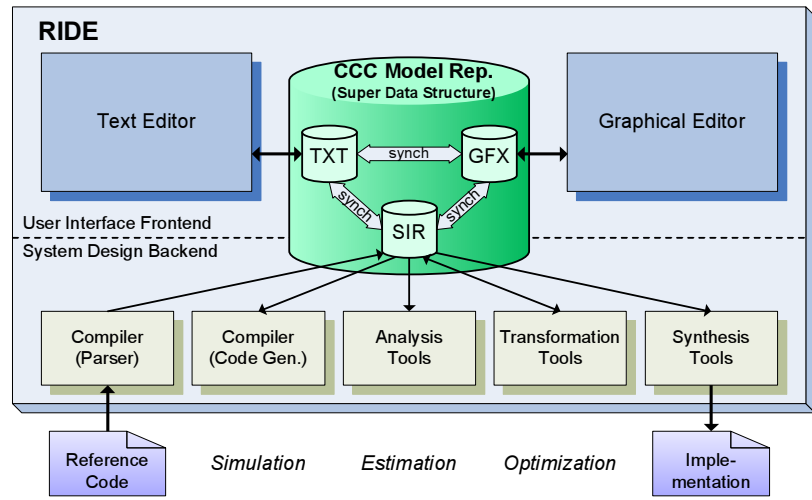 RIDE
CCC Model Rep.
(Super Data Structure)
Text Editor
Graphical Editor
TXT
synch
GFX
synch
synch
SIR
User Interface Frontend
System Design Backend
Compiler
(Parser)
Compiler
(Code Gen.)
Analysis
Tools
Transformation
Tools
Synthesis
Tools
Reference
Code
Simulation
Estimation
Optimization
Imple-
mentation